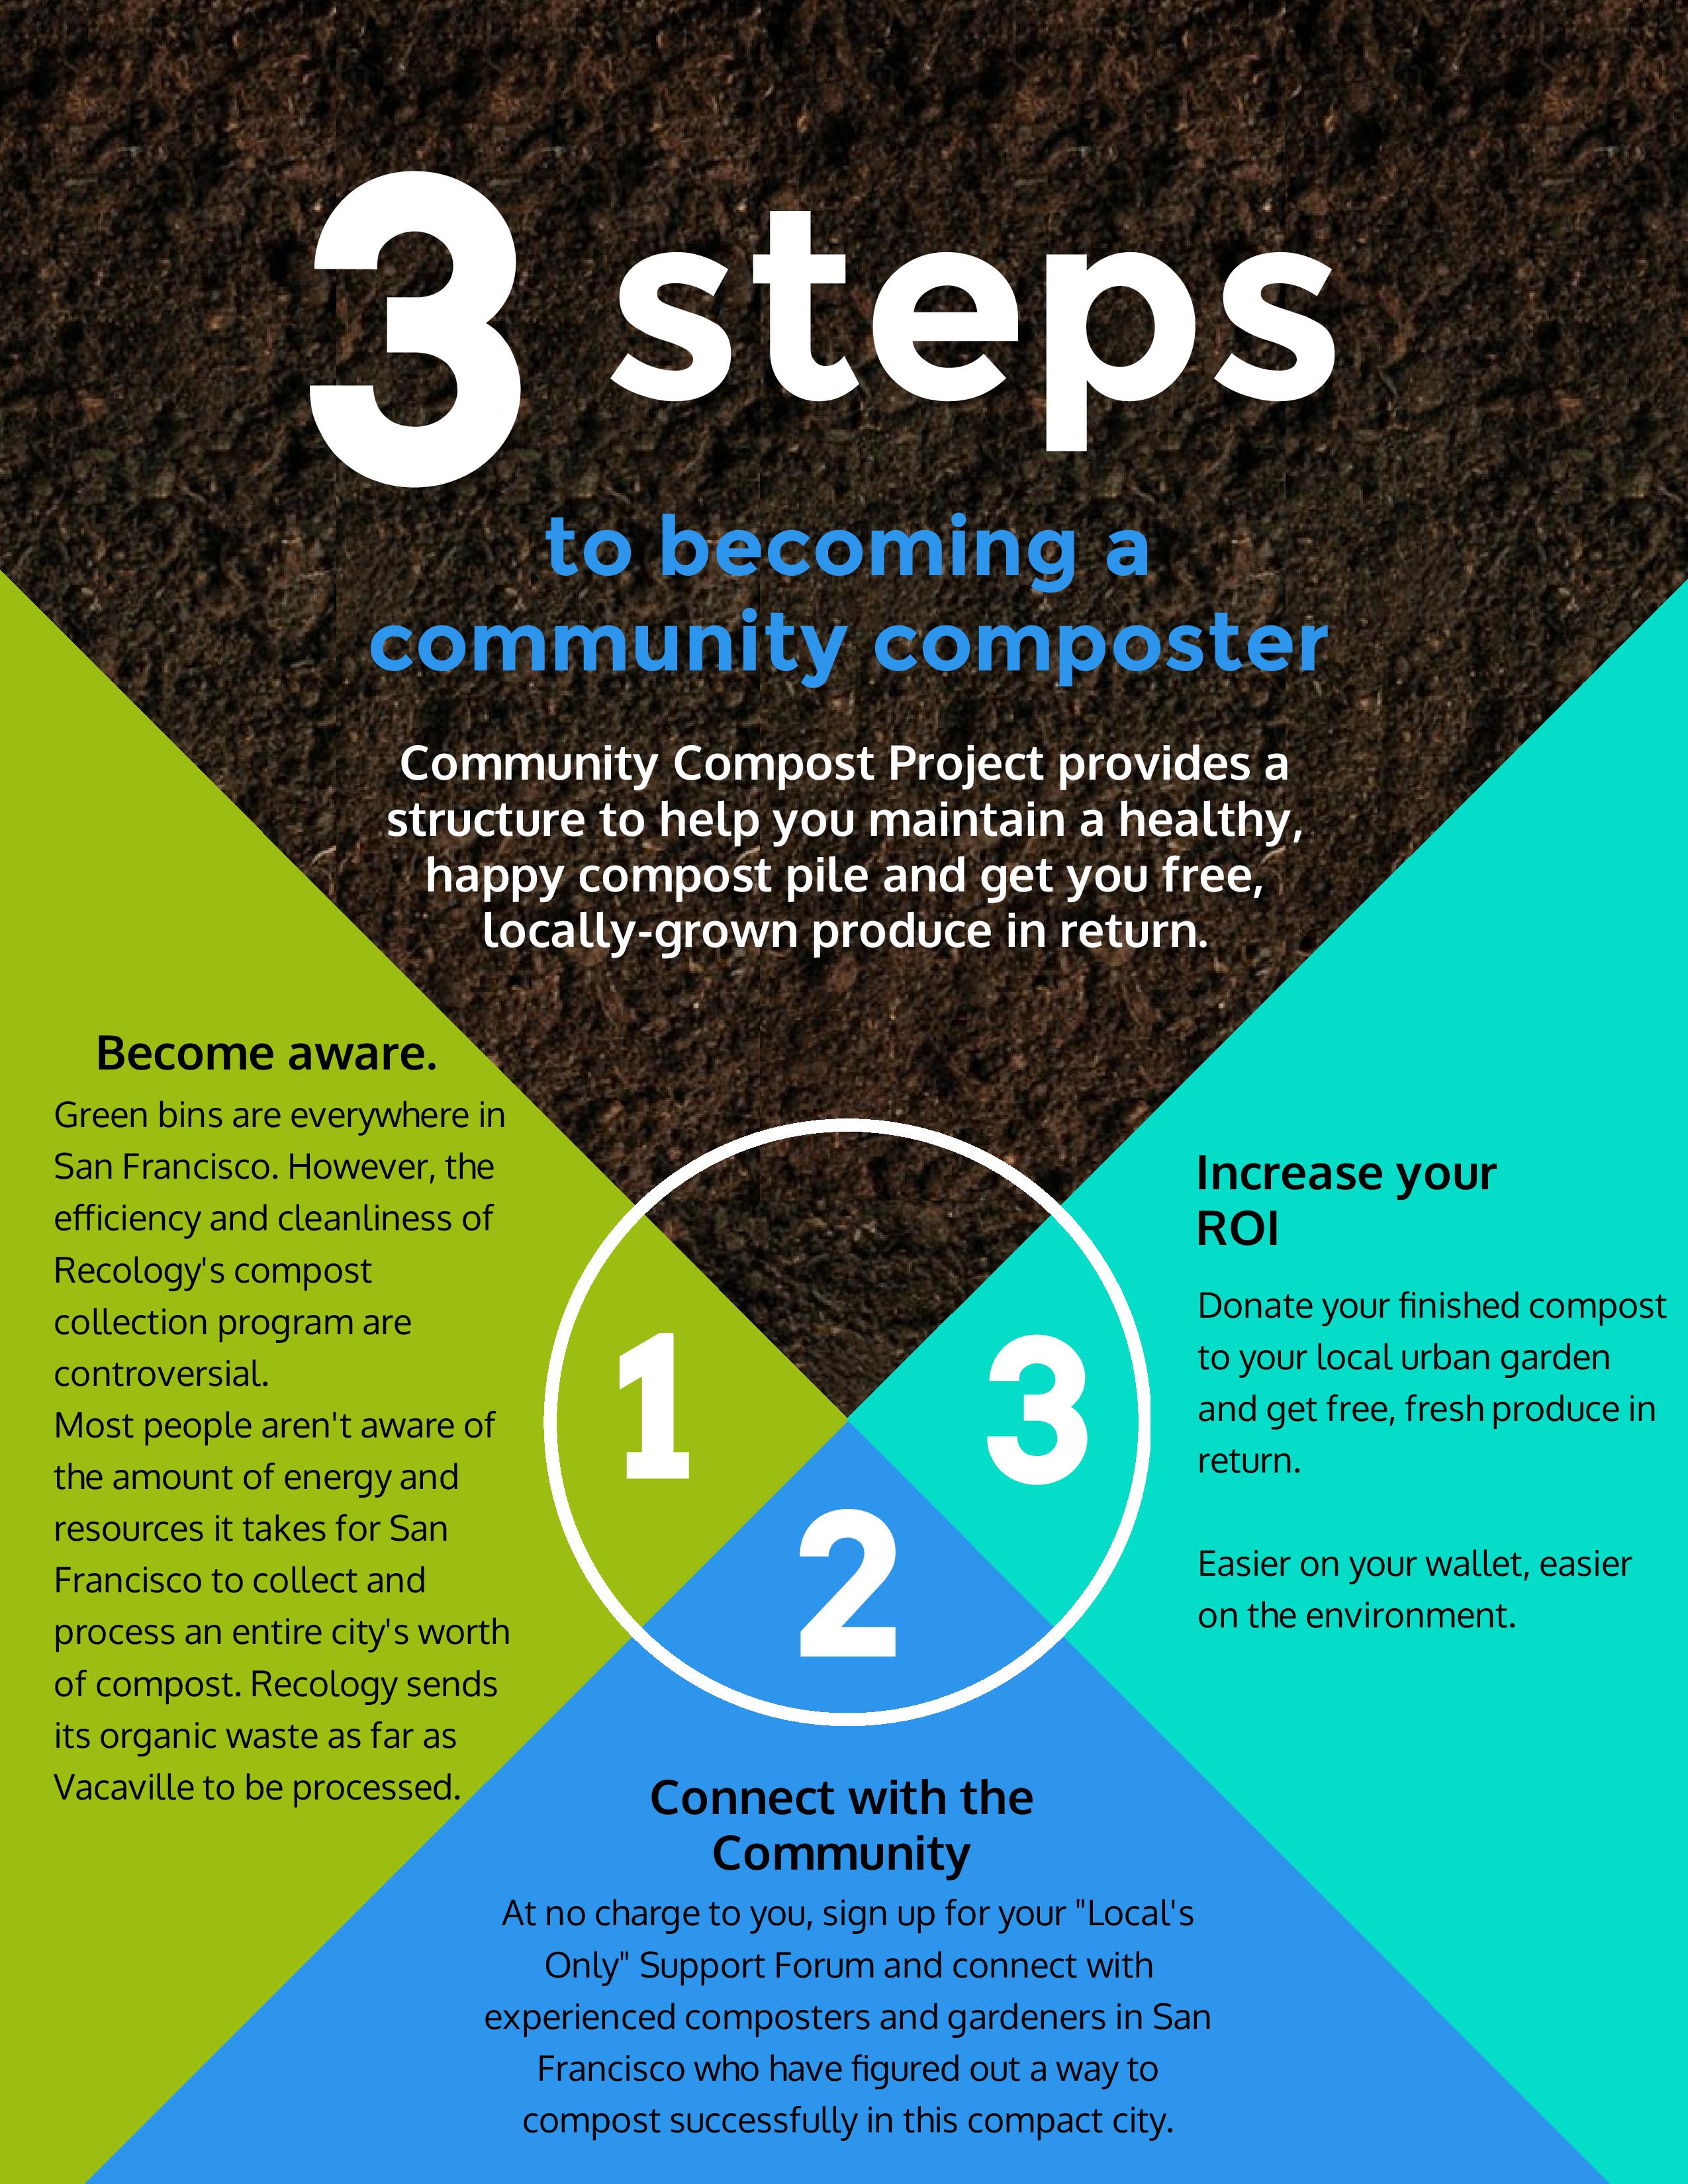 3 steps
to becoming a
community composter
Community Compost Project provides a
structure to help you maintain a healthy,
happy compost pile and get you free,
locally-grown produce in return.
Become aware.
Green bins are everywhere in
San Francisco. However, the
efficiency and cleanliness of
Recology's compost
collection program are
controversial.
Most people aren't aware of
the amount of energy and
resources it takes for San
Francisco to collect and
process an entire city's worth
of compost. Recology sends
its organic waste as far as
Vacaville to be processed.
1
2
Connect with the
Community
At no charge to you, sign up for your "Local's
Only" Support Forum and connect with
experienced composters and gardeners in San
Francisco who have figured out a way to
compost successfully in this compact city.
3
Increase your
ROI
Donate your finished compost
to your local urban garden
and get free, fresh produce in
return.
Easier on your wallet, easier
on the environment.